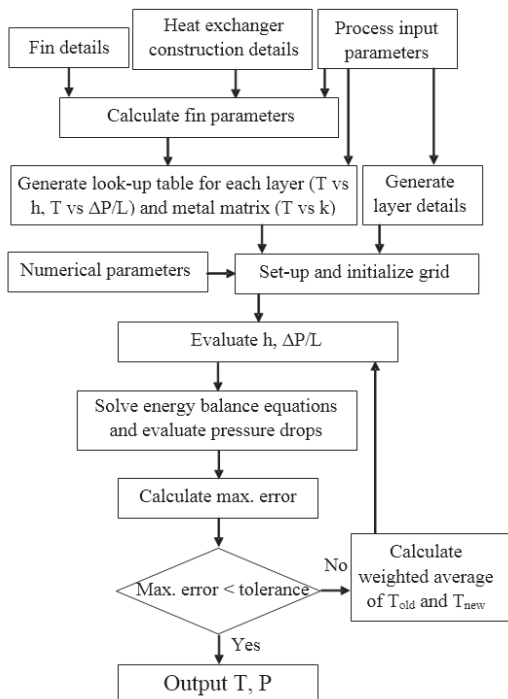 Fin details
Heat exchanger
construction details
Process input
parameters
Calculate fin parameters
Generate look-up table for each layer (T vs
h, T vs ΔP/L) and metal matrix (T vs k)
Generate
layer details
Numerical parameters
Set-up and initialize grid
Evaluate h, ΔP/L
Solve energy balance equations
and evaluate pressure drops
Calculate max. error
Max. error < tolerance
No
Calculate
weighted average
of Told and Tnew
Yes
Output T, P